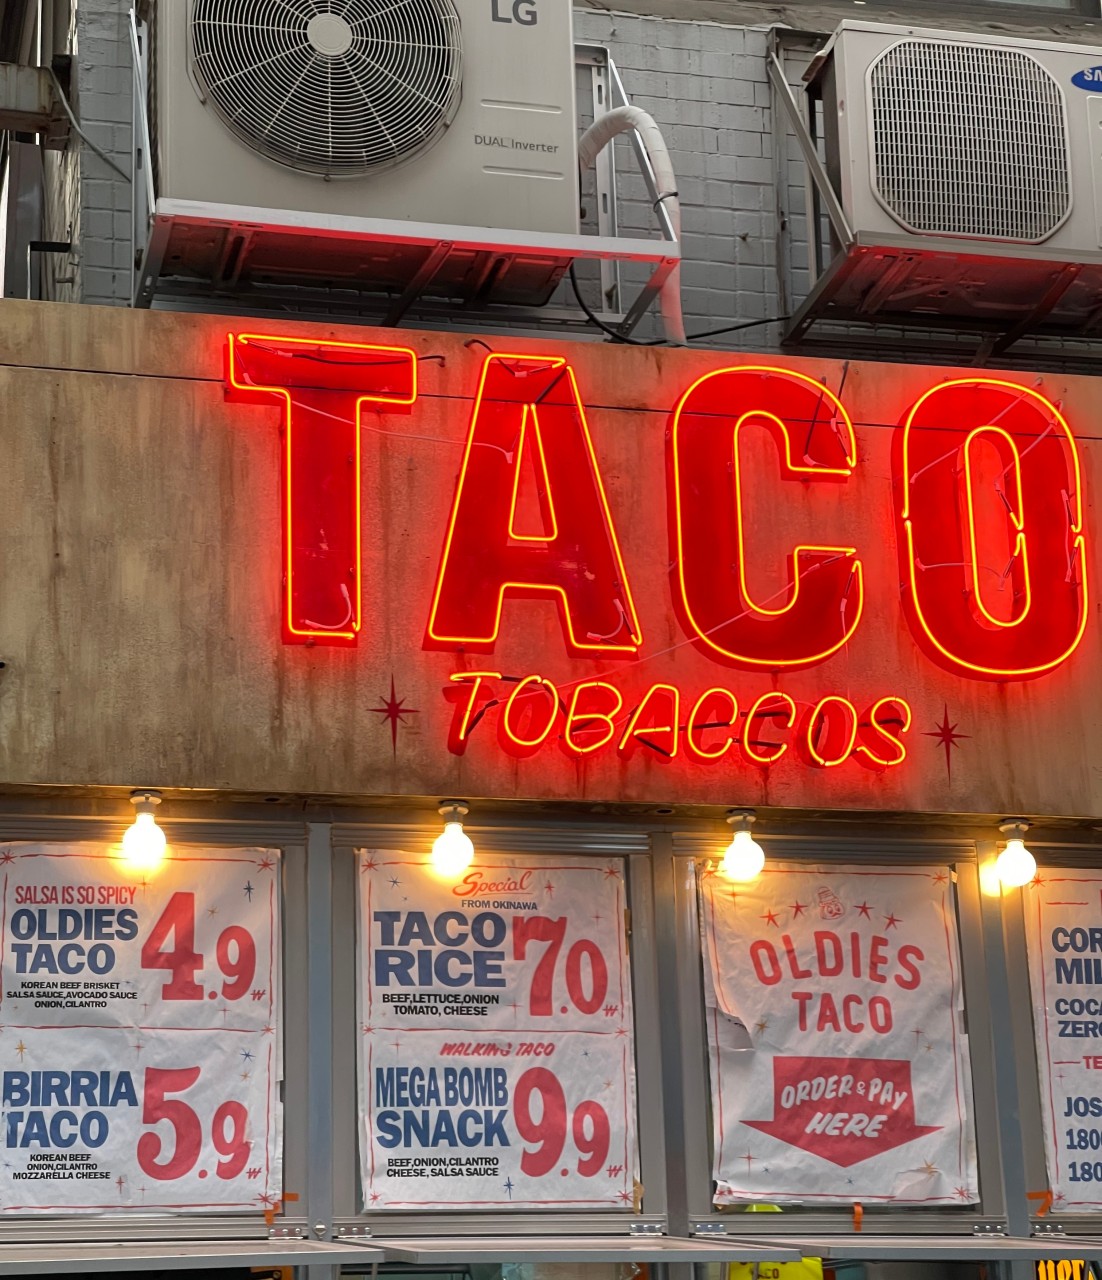 LG
DUAL Inverter
TACO
TOBACCOS
SALSA IS SO SPICY
OLDIES
TACO
4.9₩
KOREAN BEEF BRISKET
SALSA SAUCE,AVOCADO SAUCE
ONION,CILANTRO
BIRRIA
TACO
5.9₩
KOREAN BEEF
ONION,CILANTRO
MOZZARELLA CHEESE
Special
FROM OKINAWA
TACO
RICE
7.0₩
BEEF,LETTUCE,ONION
TOMATO, CHEESE
WALKING TACO
MEGA BOMB
SNACK
9.9₩
BEEF,ONION,CILANTRO
CHEESE, SALSA SAUCE
OLDIES
TACO
ORDER & PAY
HERE
ZERO
TACO